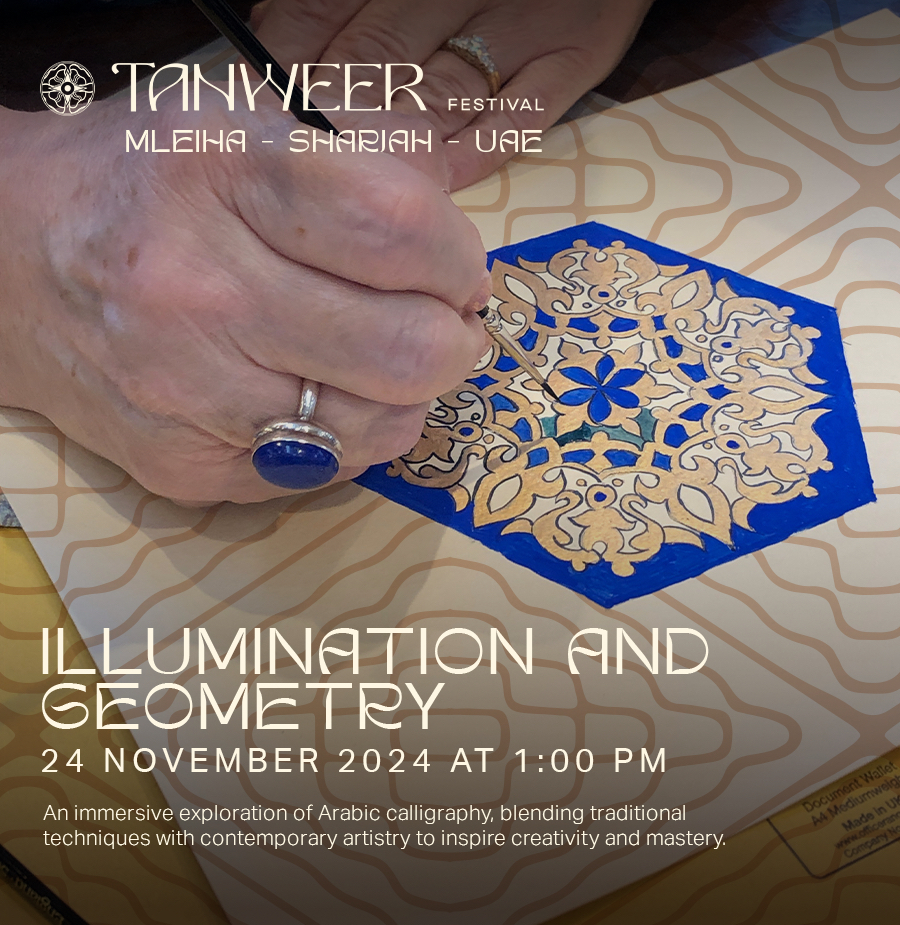 TANWEER FESTIVAL
MLEIHA - SHARJAH - UAE
ILLUMINATION AND
GEOMETRY
24 NOVEMBER 2024 AT 1:00 PM
An immersive exploration of Arabic calligraphy, blending traditional
techniques with contemporary artistry to inspire creativity and mastery.
Document Wallet
A4 Mediumweight
Made in UK